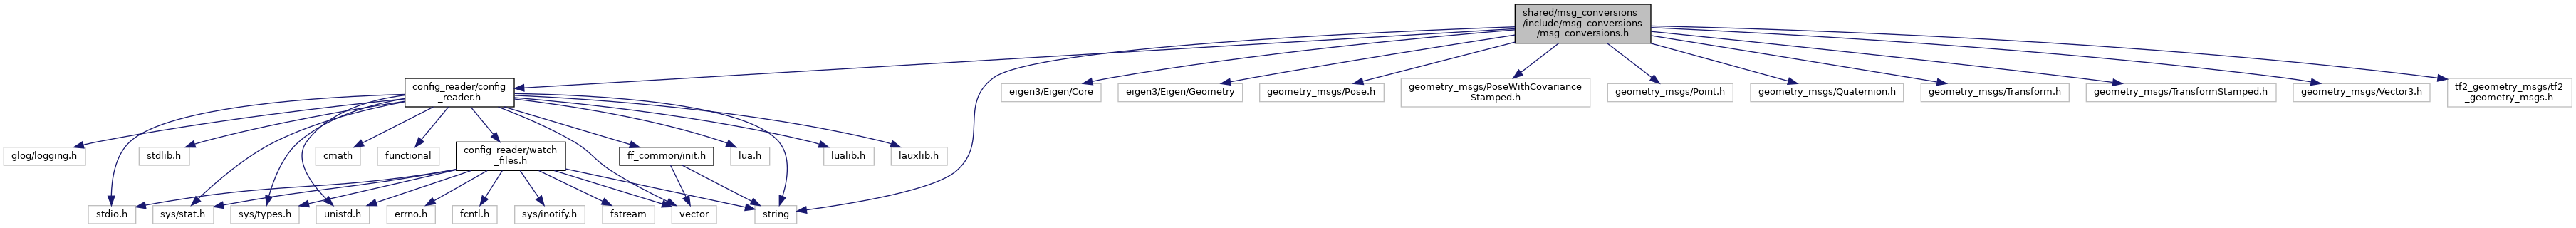 shared/msg_conversions
/include/msg_conversions
/msg_conversions.h
config_reader/config
_reader.h
eigen3/Eigen/Core
eigen3/Eigen/Geometry
geometry_msgs/Pose.h
geometry_msgs/PoseWithCovariance
Stamped.h
geometry_msgs/Point.h
geometry_msgs/Quaternion.h
geometry_msgs/Transform.h
geometry_msgs/TransformStamped.h
geometry_msgs/Vector3.h
tf2_geometry_msgs/tf2
_geometry_msgs.h
glog/logging.h
stdlib.h
cmath
functional
config_reader/watch
_files.h
ff_common/init.h
lua.h
lualib.h
lauxlib.h
stdio.h
sys/stat.h
sys/types.h
unistd.h
errno.h
fcntl.h
sys/inotify.h
fstream
vector
string